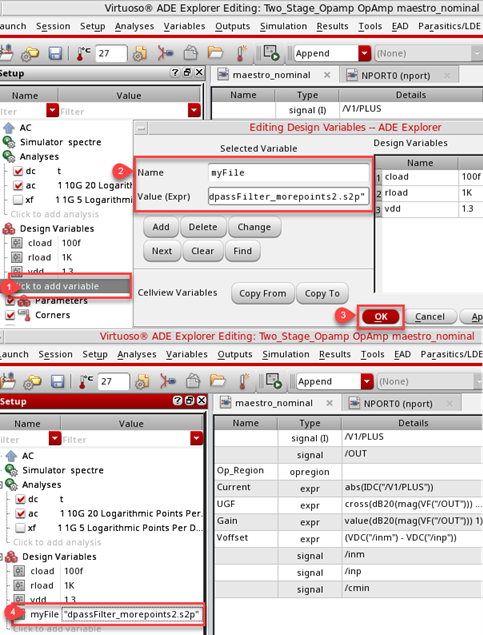 Virtuoso® ADE Explorer Editing: Two_Stage_Opamp OpAmp maestro_nominal
aunch Session Setup Analyses Variables Outputs Simulation Results Tools EAD Parasitics/LDE
27 Append (None)
Setup maestro_nominal NPORT0 (nport)
Name Value Name Type Details
ilter Filter signal (I) /V1/PLUS
AC
Simulator spectre
Analyses
dc t
ac 1 10G 20 Logarith
xf 1 1G 5 Logarithmi
Click to add analysis
Design Variables
cload 100f
rload 1K
vdd 1.3
1 ick to add variable
Parameters
Corners
Editing Design Variables -- ADE Explorer
Selected Variable Design Variables
2 Name myFile
Value (Expr) dpassFilter_morepoints2.s2p"
Name
1 cload 100f
2 rload 1K
3 vdd 1.3
Add Delete Change
Next Clear Find
Cellview Variables Copy From Copy To
3 OK Cancel Ap
Virtuoso® ADE Explorer Editing: Two_Stage_Opamp OpAmp maestro_nominal
aunch Session Setup Analyses Variables Outputs Simulation Results Tools EAD Parasitics/LDE
27 Append (None)
Setup maestro_nominal NPORT0 (nport)
Name Value
ilter Filter
AC
Simulator spectre
Analyses
dc t
ac 1 10G 20 Logarithmic Points Per...
xf 1 1G 5 Logarithmic Points Per D...
Click to add analysis
Design Variables
cload 100f
rload 1K
vdd 1.3
4 myFile "dpassFilter_morepoints2.s2p"
Click to add variable
Name Type Details
signal (I) /V1/PLUS
signal /OUT
Op_Region opregion
Current expr abs(IDC("/V1/PLUS"))
UGF expr cross(dB20(mag(VF("/OUT"))) ...
Gain expr value(dB20(mag(VF("/OUT"))) 1)
Voffset expr (VDC("/inm") - VDC("/inp"))
signal /inm
signal /inp
signal /cmin